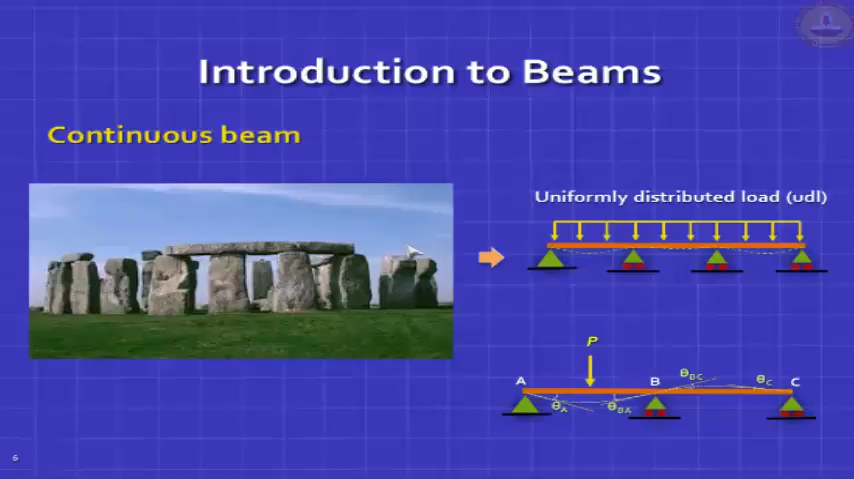 Introduction to Beams
Continuous beam
Uniformly distributed load (udl)
P
A B C
θA θBA θBC θC
6